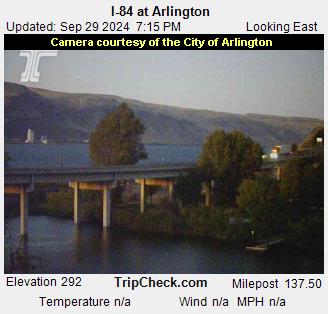 I-84 at Arlington
Updated: Sep 29 2024 7:15 PM Looking East
Camera courtesy of the City of Arlington
Elevation 292 TripCheck.com Milepost 137.50
Temperature n/a Wind n/a MPH n/a